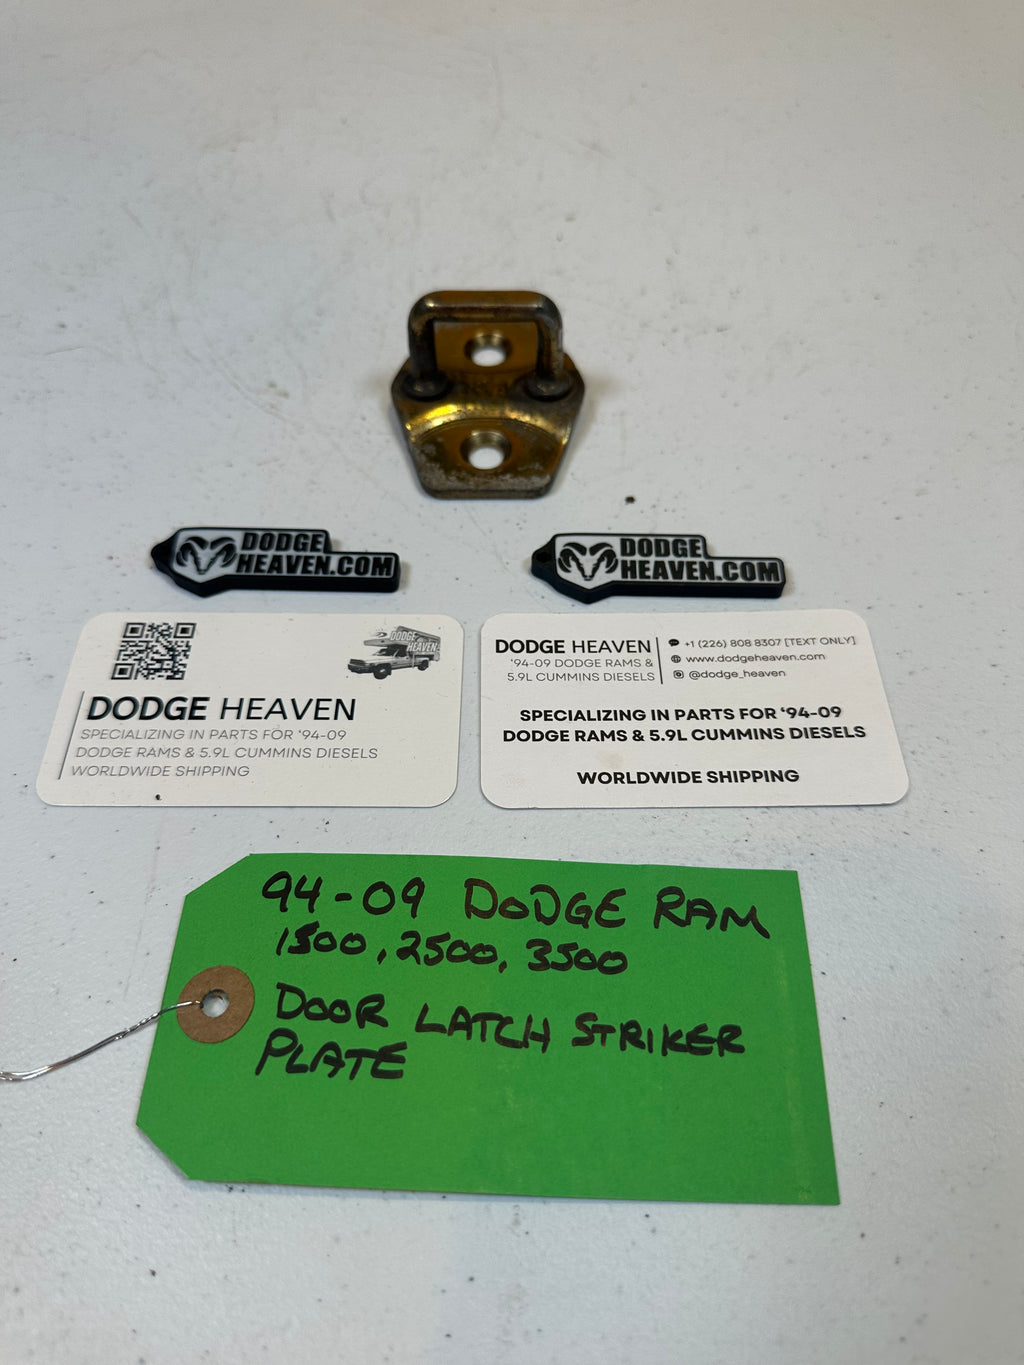 DODGE
HEAVEN.COM
DODGE
HEAVEN.COM
DODGE
HEAVEN
DODGE HEAVEN
SPECIALIZING IN PARTS FOR '94-09
DODGE RAMS & 5.9L CUMMINS DIESELS
WORLDWIDE SHIPPING
DODGE HEAVEN
'94-09 DODGE RAMS &
5.9L CUMMINS DIESELS
+1 (226) 808 8307 [TEXT ONLY]
www.dodgeheaven.com
@dodge_heaven
SPECIALIZING IN PARTS FOR '94-09
DODGE RAMS & 5.9L CUMMINS DIESELS
WORLDWIDE SHIPPING
94-09 DODGE RAM
1500, 2500, 3500
DOOR LATCH STRIKER
PLATE